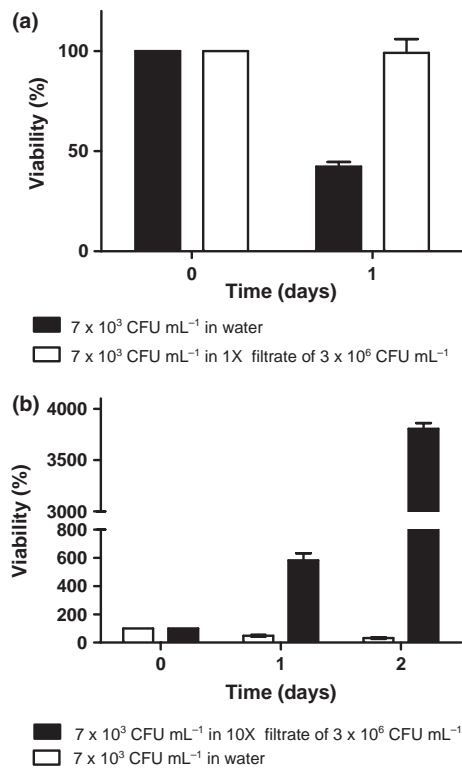 (a)
Viability (%)
100
50
0
0 1
Time (days)
7 x 10³ CFU mL⁻¹ in water
7 x 10³ CFU mL⁻¹ in 1X filtrate of 3 x 10⁶ CFU mL⁻¹
(b)
Viability (%)
4000
3500
3000
800
600
400
200
0
0 1 2
Time (days)
7 x 10³ CFU mL⁻¹ in 10X filtrate of 3 x 10⁶ CFU mL⁻¹
7 x 10³ CFU mL⁻¹ in water